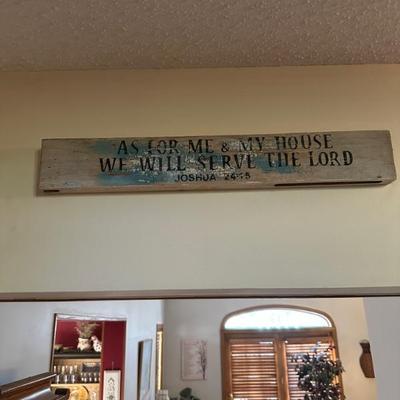 AS FOR ME & MY HOUSE
WE WILL SERVE THE LORD
JOSHUA 24:15